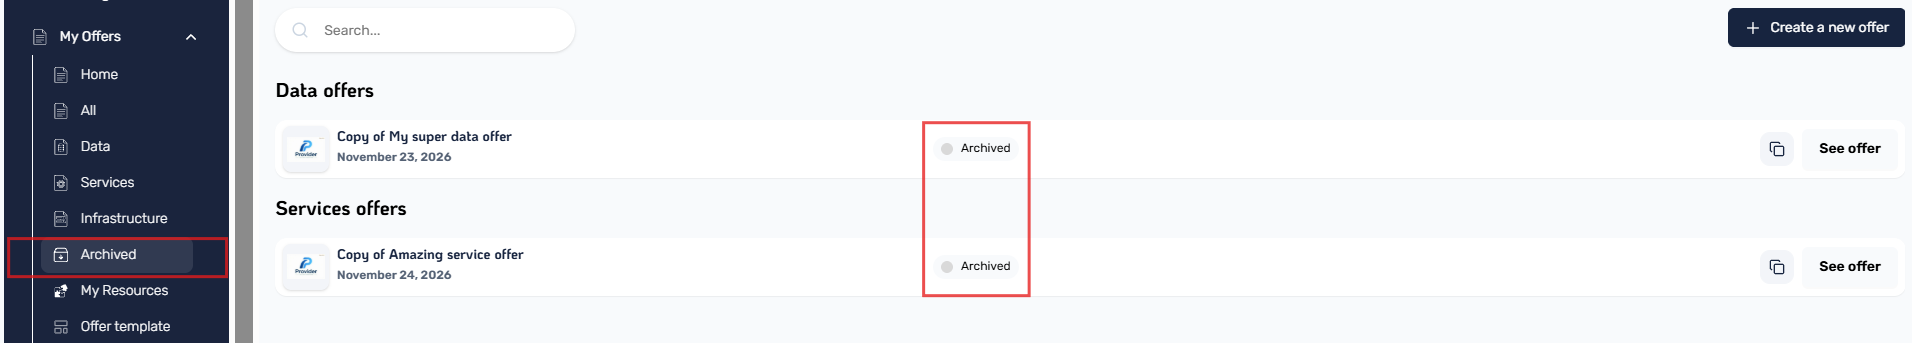 My Offers
Home
All
Data
Services
Infrastructure
Archived
My Resources
Offer template
Search...
+ Create a new offer
Data offers
Provider
Copy of My super data offer
November 23, 2026
Archived
See offer
Services offers
Provider
Copy of Amazing service offer
November 24, 2026
Archived
See offer